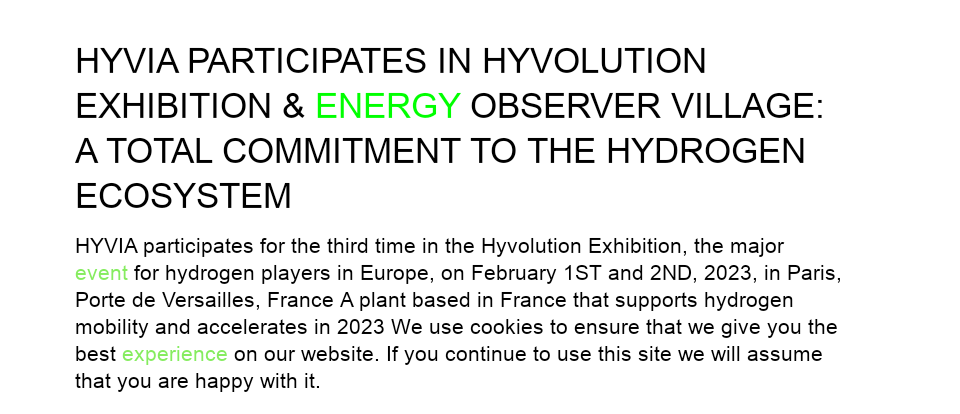 HYVIA PARTICIPATES IN HYVOLUTION
EXHIBITION & ENERGY OBSERVER VILLAGE:
A TOTAL COMMITMENT TO THE HYDROGEN
ECOSYSTEM
HYVIA participates for the third time in the Hyvolution Exhibition, the major
event for hydrogen players in Europe, on February 1ST and 2ND, 2023, in Paris,
Porte de Versailles, France A plant based in France that supports hydrogen
mobility and accelerates in 2023 We use cookies to ensure that we give you the
best experience on our website. If you continue to use this site we will assume
that you are happy with it.